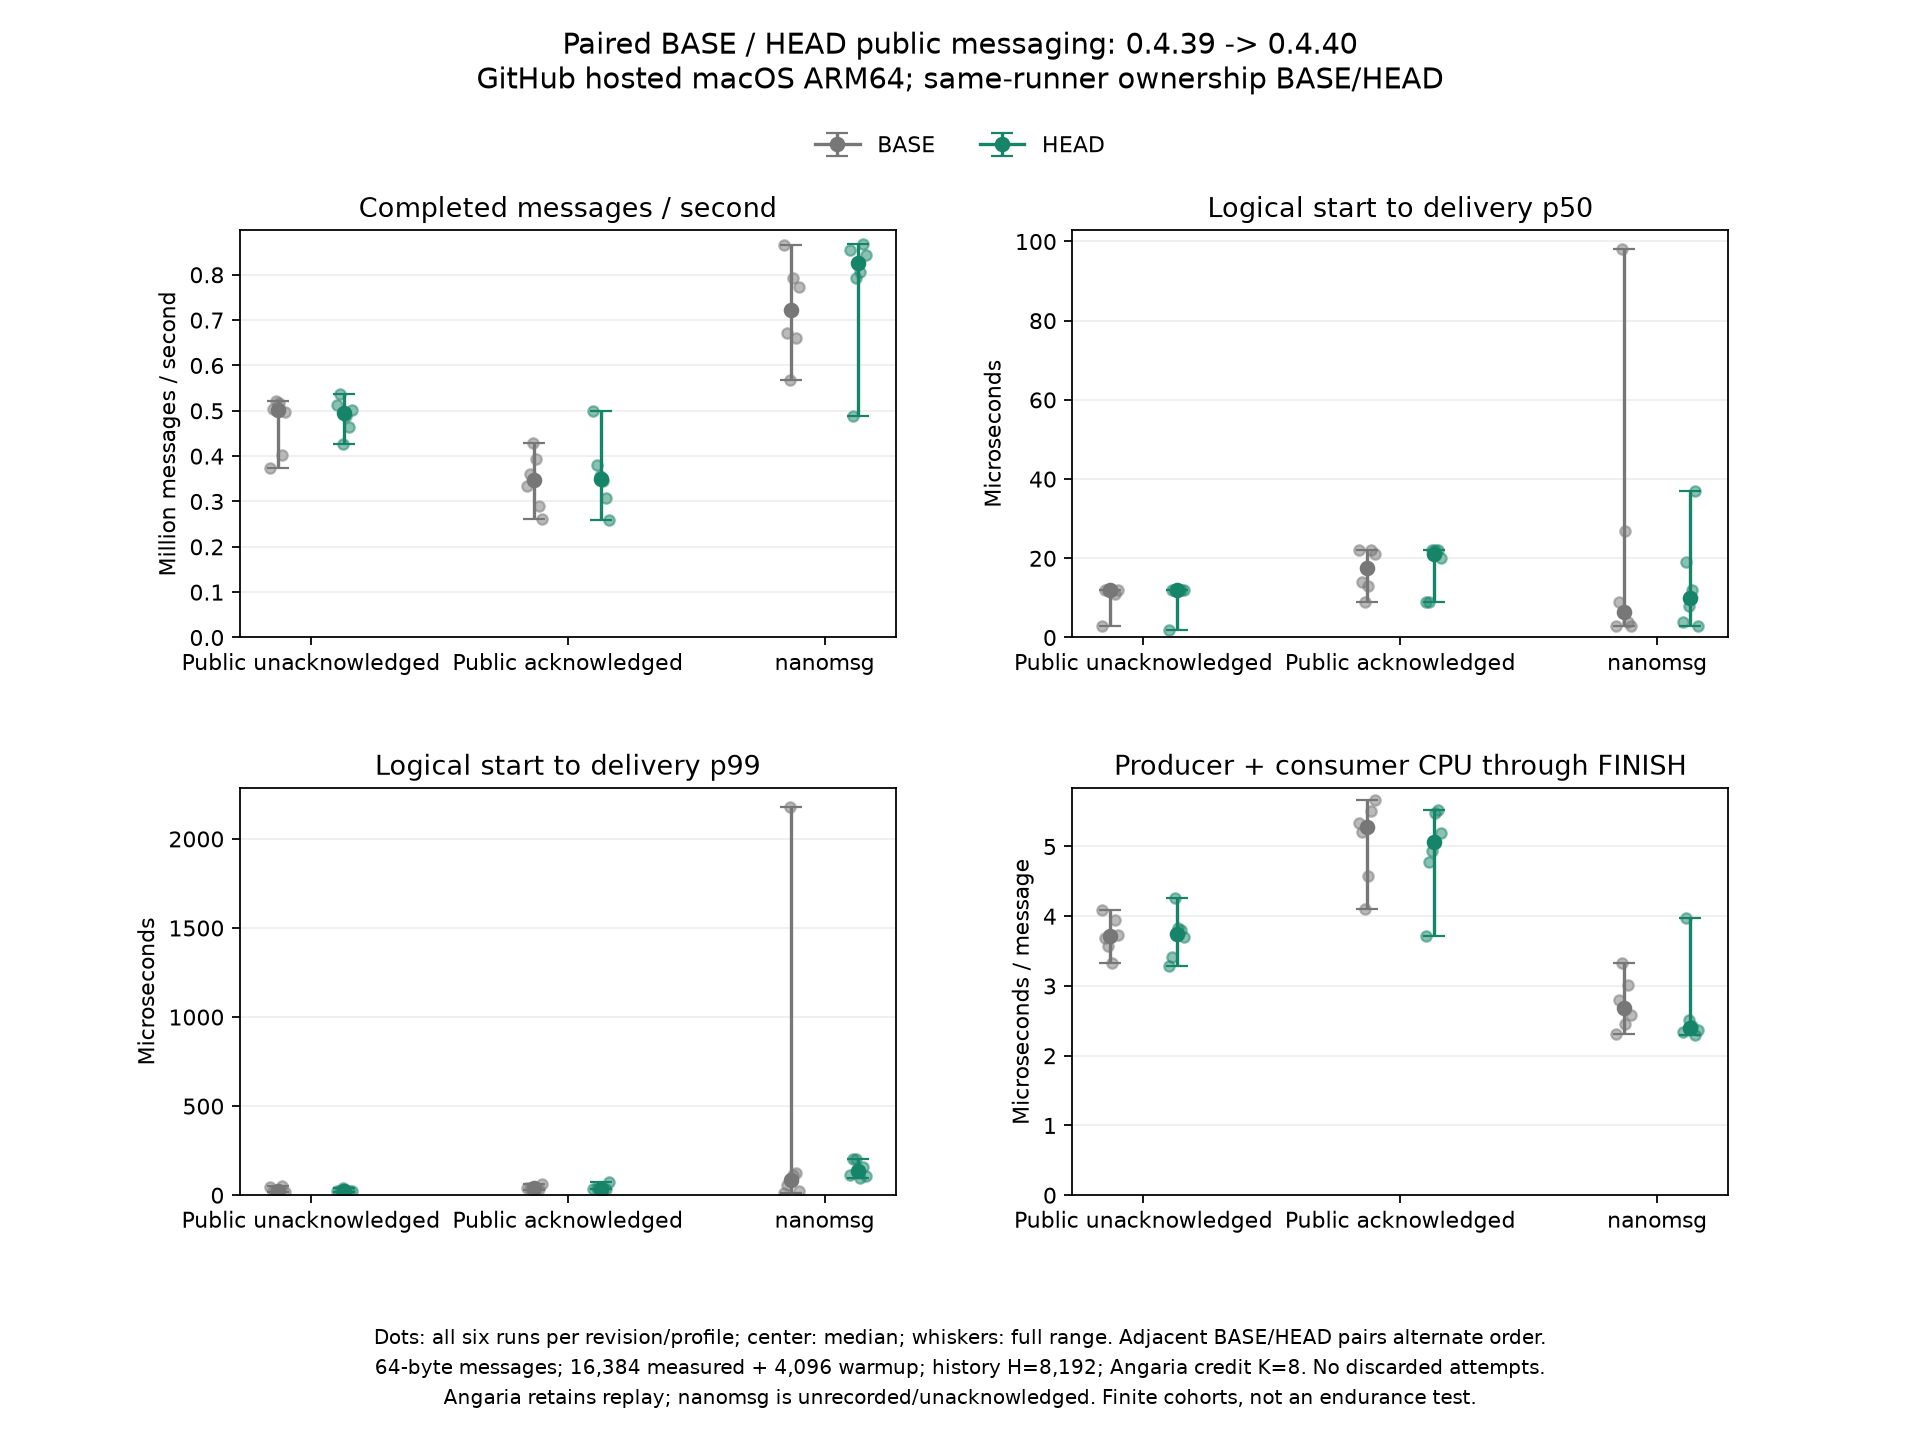 Paired BASE / HEAD public messaging: 0.4.39 -> 0.4.40
GitHub hosted macOS ARM64; same-runner ownership BASE/HEAD
BASE
HEAD
Completed messages / second
Million messages / second
0.8
0.7
0.6
0.5
0.4
0.3
0.2
0.1
0.0
Public unacknowledged
Public acknowledged
nanomsg
Logical start to delivery p50
Microseconds
100
80
60
40
20
0
Public unacknowledged
Public acknowledged
nanomsg
Logical start to delivery p99
Microseconds
2000
1500
1000
500
0
Public unacknowledged
Public acknowledged
nanomsg
Producer + consumer CPU through FINISH
Microseconds / message
5
4
3
2
1
0
Public unacknowledged
Public acknowledged
nanomsg
Dots: all six runs per revision/profile; center: median; whiskers: full range. Adjacent BASE/HEAD pairs alternate order.
64-byte messages; 16,384 measured + 4,096 warmup; history H=8,192; Angaria credit K=8. No discarded attempts.
Angaria retains replay; nanomsg is unrecorded/unacknowledged. Finite cohorts, not an endurance test.